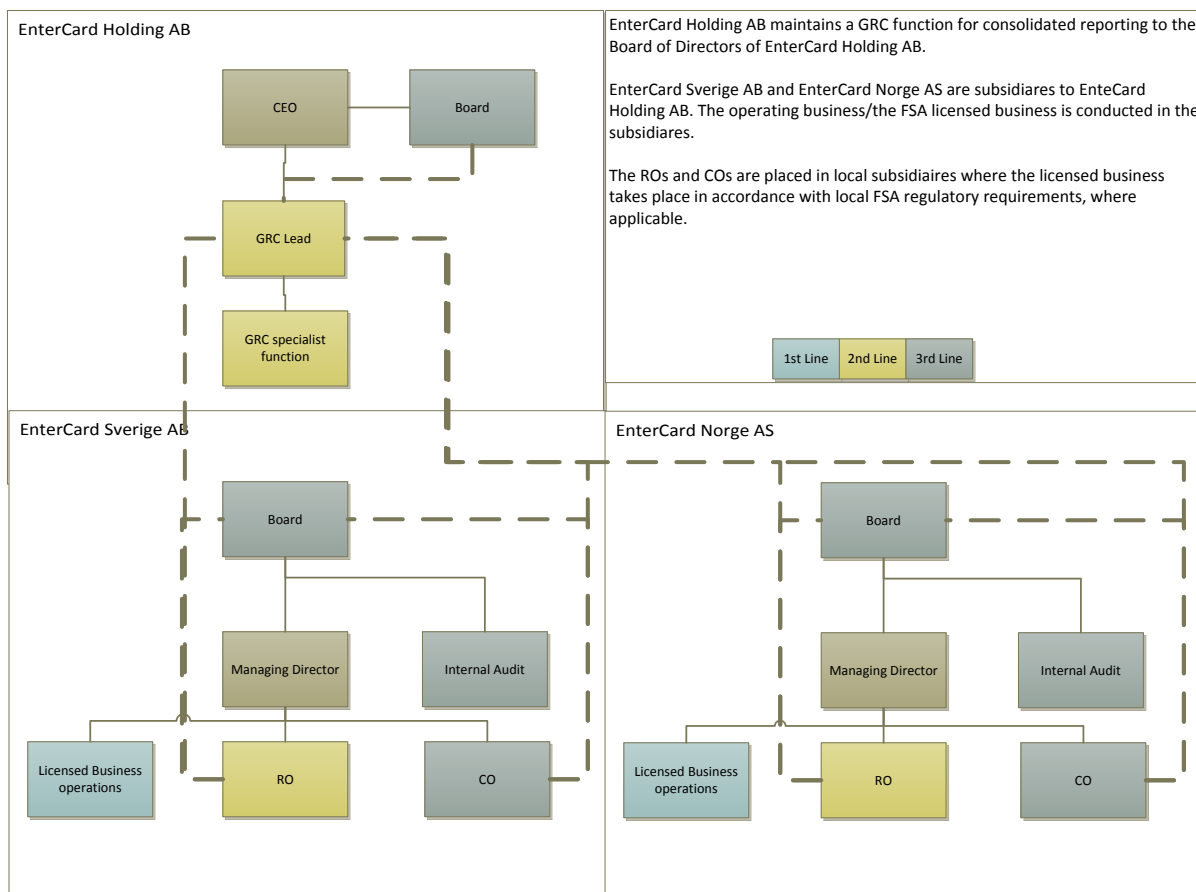 EnterCard Holding AB
CEO
Board
GRC Lead
GRC specialist
function
EnterCard Holding AB maintains a GRC function for consolidated reporting to the
Board of Directors of EnterCard Holding AB.
EnterCard Sverige AB and EnterCard Norge AS are subsidiares to EnteCard
Holding AB. The operating business/the FSA licensed business is conducted in the
subsidiares.
The ROs and COs are placed in local subsidiaires where the licensed business
takes place in accordance with local FSA regulatory requirements, where
applicable.
1st Line
2nd Line
3rd Line
EnterCard Sverige AB
Board
Managing Director
Internal Audit
Licensed Business
operations
RO
CO
EnterCard Norge AS
Board
Managing Director
Internal Audit
Licensed Business
operations
RO
CO